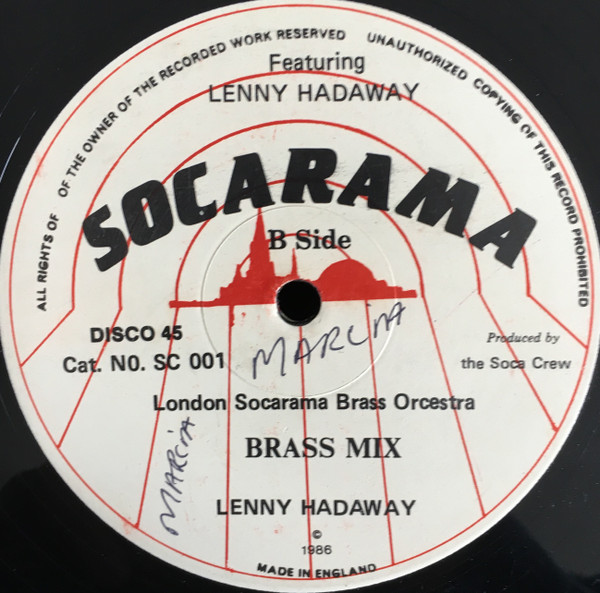 ALL RIGHTS OF OF THE OWNER OF THE RECORDED WORK RESERVED UNAUTHORIZED COPYING OF THIS RECORD PROHIBITED
Featuring
LENNY HADAWAY
SOCARAMA
B Side
DISCO 45
Cat. NO. SC 001
MARCIA
Produced by
the Soca Crew
London Socarama Brass Orcestra
BRASS MIX
MARCIA
LENNY HADAWAY
©
1986
MADE IN ENGLAND